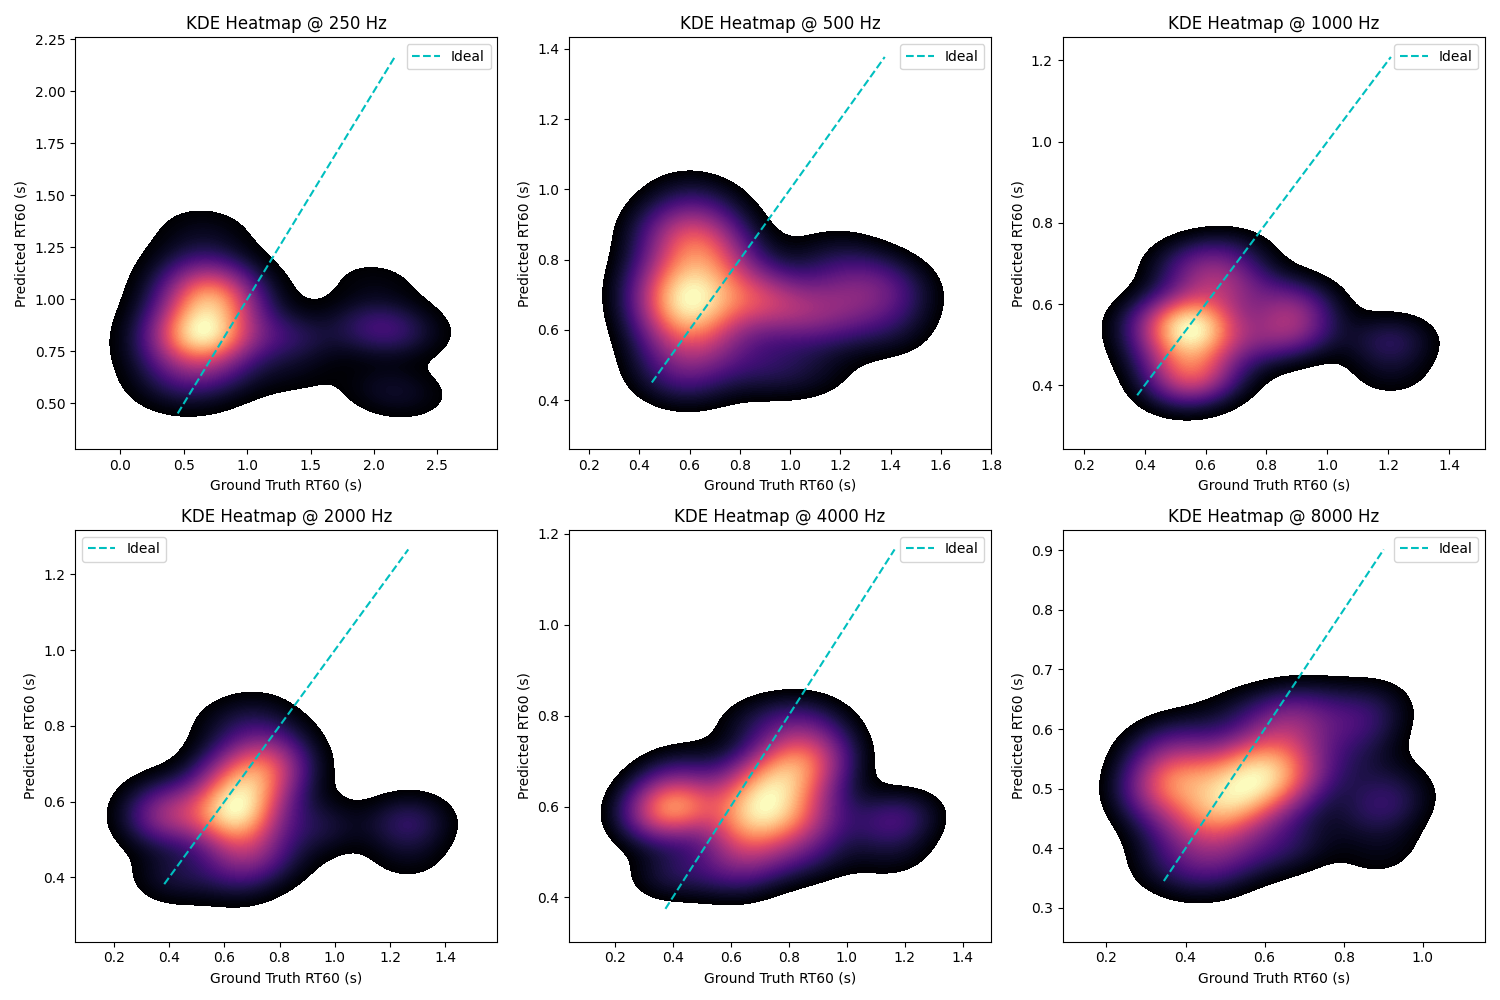 KDE Heatmap @ 250 Hz
Ideal
2.25
2.00
1.75
1.50
1.25
1.00
0.75
0.50
Predicted RT60 (s)
0.0 0.5 1.0 1.5 2.0 2.5
Ground Truth RT60 (s)
KDE Heatmap @ 500 Hz
Ideal
1.4
1.2
1.0
0.8
0.6
0.4
Predicted RT60 (s)
0.2 0.4 0.6 0.8 1.0 1.2 1.4 1.6 1.8
Ground Truth RT60 (s)
KDE Heatmap @ 1000 Hz
Ideal
1.2
1.0
0.8
0.6
0.4
Predicted RT60 (s)
0.2 0.4 0.6 0.8 1.0 1.2 1.4
Ground Truth RT60 (s)
KDE Heatmap @ 2000 Hz
Ideal
1.2
1.0
0.8
0.6
0.4
Predicted RT60 (s)
0.2 0.4 0.6 0.8 1.0 1.2 1.4
Ground Truth RT60 (s)
KDE Heatmap @ 4000 Hz
Ideal
1.2
1.0
0.8
0.6
0.4
Predicted RT60 (s)
0.2 0.4 0.6 0.8 1.0 1.2 1.4
Ground Truth RT60 (s)
KDE Heatmap @ 8000 Hz
Ideal
0.9
0.8
0.7
0.6
0.5
0.4
0.3
Predicted RT60 (s)
0.2 0.4 0.6 0.8 1.0
Ground Truth RT60 (s)